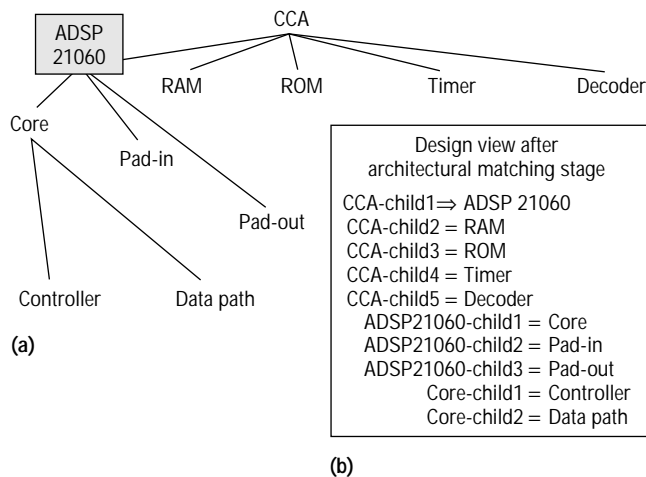 CCA
ADSP
21060
RAM
ROM
Timer
Decoder
Core
Pad-in
Pad-out
Controller
Data path
(a)
Design view after
architectural matching stage
CCA-child1⇒ ADSP 21060
CCA-child2 = RAM
CCA-child3 = ROM
CCA-child4 = Timer
CCA-child5 = Decoder
ADSP21060-child1 = Core
ADSP21060-child2 = Pad-in
ADSP21060-child3 = Pad-out
Core-child1 = Controller
Core-child2 = Data path
(b)